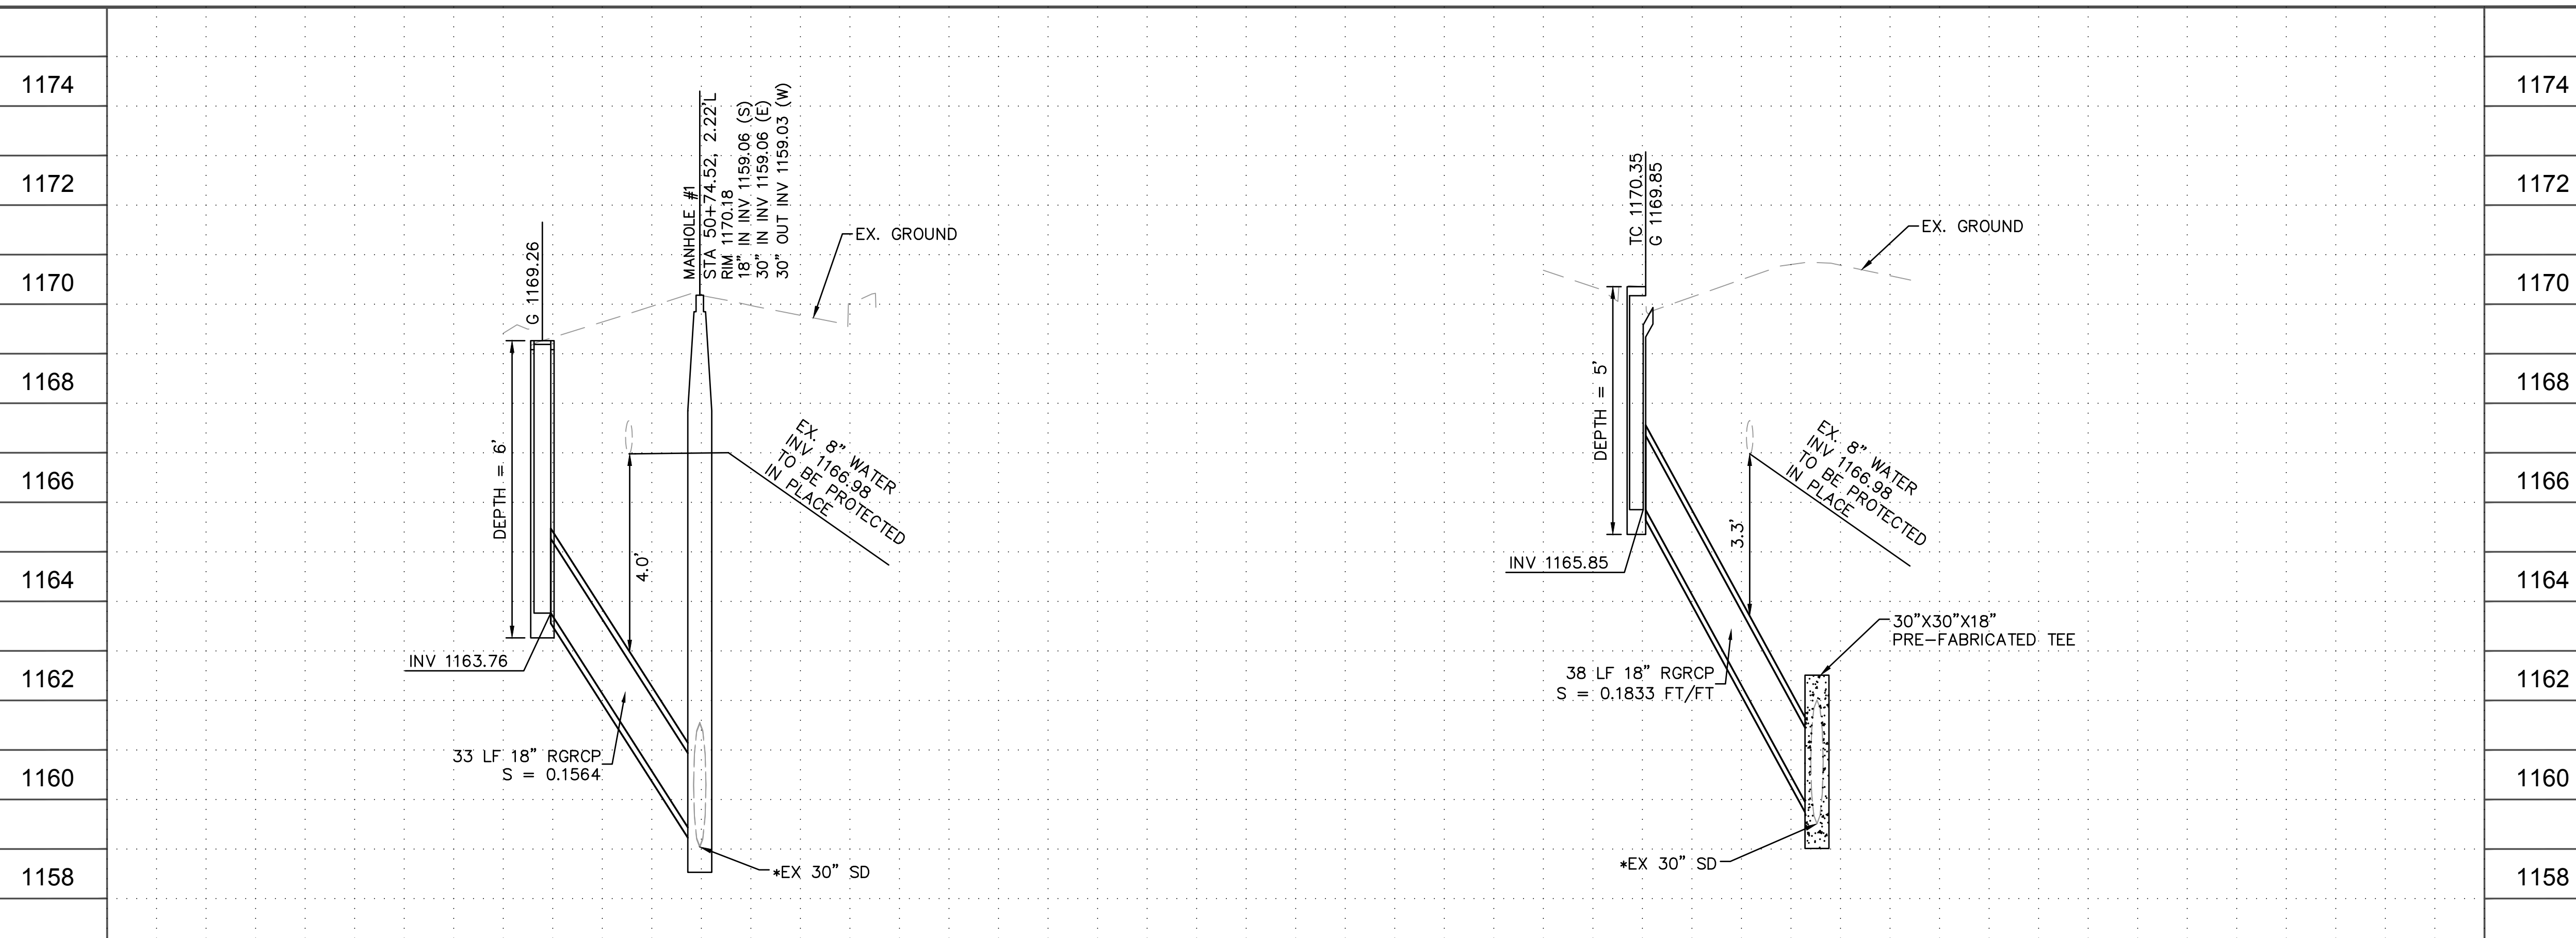 1174
1172
1170
1168
1166
1164
1162
1160
1158
G 1169.26
MANHOLE #1
STA 50+74.52, 2.22'L
RIM 1170.18
18" IN INV 1159.06 (S)
30" IN INV 1159.06 (E)
30" OUT INV 1159.03 (W)
EX. GROUND
DEPTH = 6'
EX. 8" WATER
INV 1166.98
TO BE PROTECTED
IN PLACE
4.0'
INV 1163.76
33 LF 18" RGRCP
S = 0.1564
*EX 30" SD
TC 1170.35
G 1169.85
EX. GROUND
DEPTH = 5'
EX. 8" WATER
INV 1166.98
TO BE PROTECTED
IN PLACE
3.3'
INV 1165.85
30"X30"X18"
PRE-FABRICATED TEE
38 LF 18" RGRCP
S = 0.1833 FT/FT
*EX 30" SD
1174
1172
1170
1168
1166
1164
1162
1160
1158